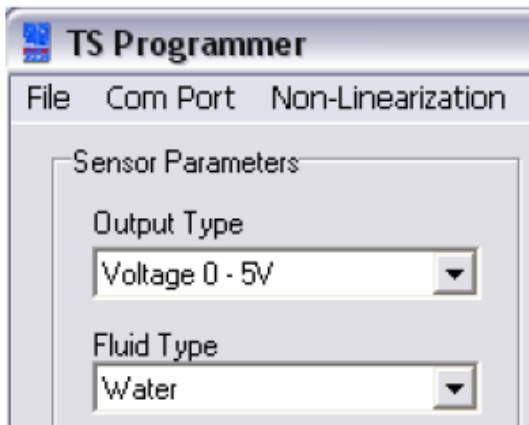 TS Programmer
File Com Port Non-Linearization
Sensor Parameters
Output Type
Voltage 0 - 5V
Fluid Type
Water